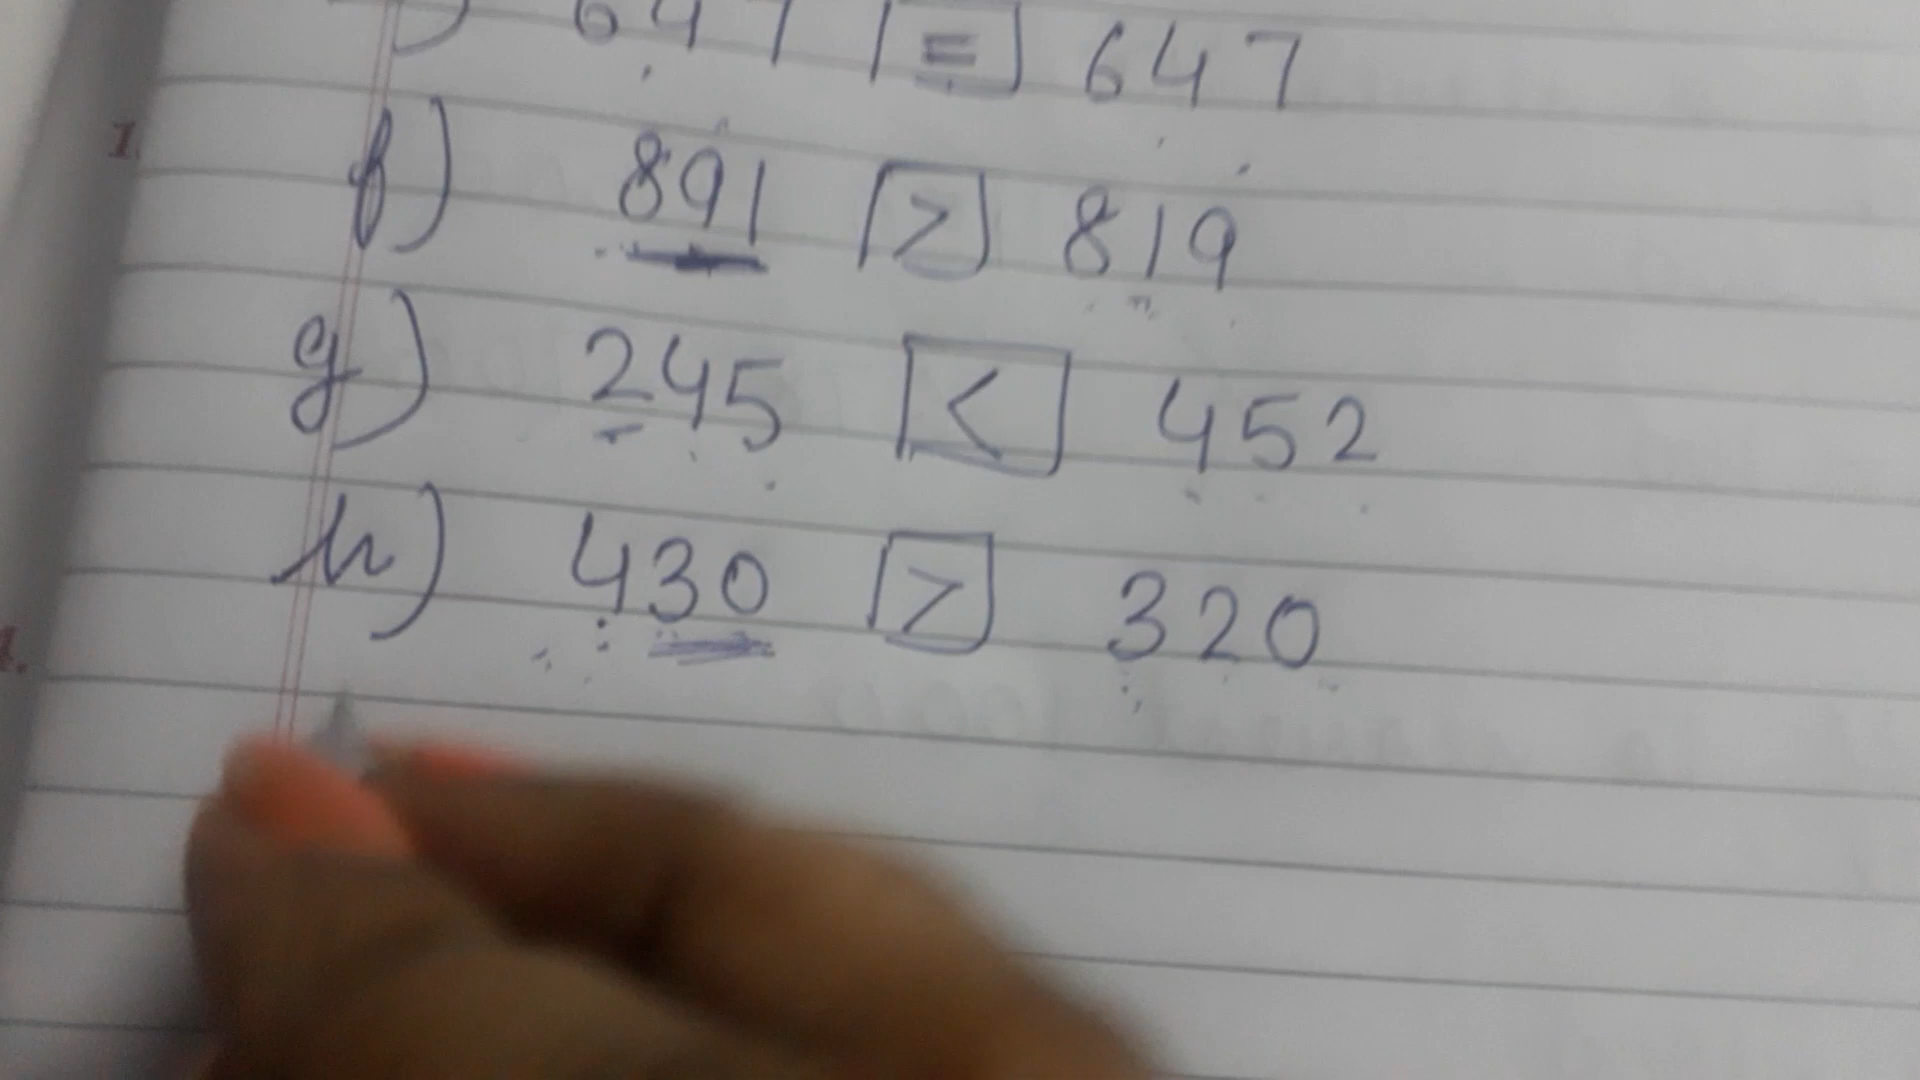 ) 647 = 647
f) 891 > 819
g) 245 < 452
h) 430 > 320